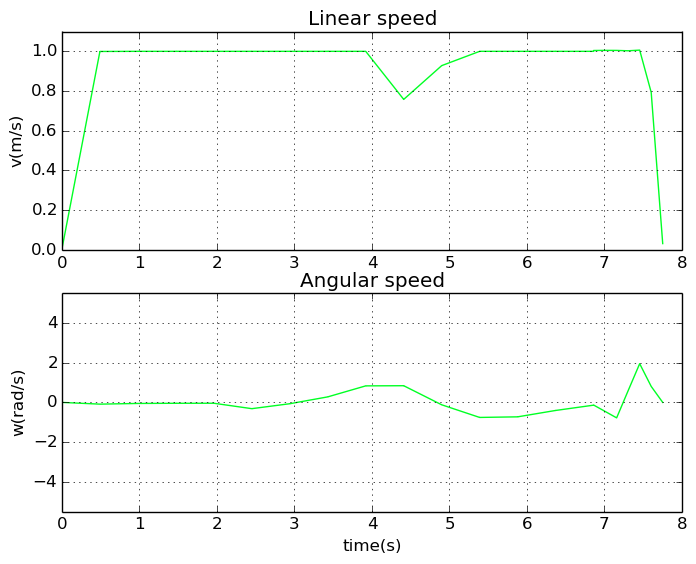 Linear speed
1.0
0.8
0.6
0.4
0.2
0.0
v(m/s)
0 1 2 3 4 5 6 7 8
Angular speed
4
2
0
−2
−4
w(rad/s)
0 1 2 3 4 5 6 7 8
time(s)